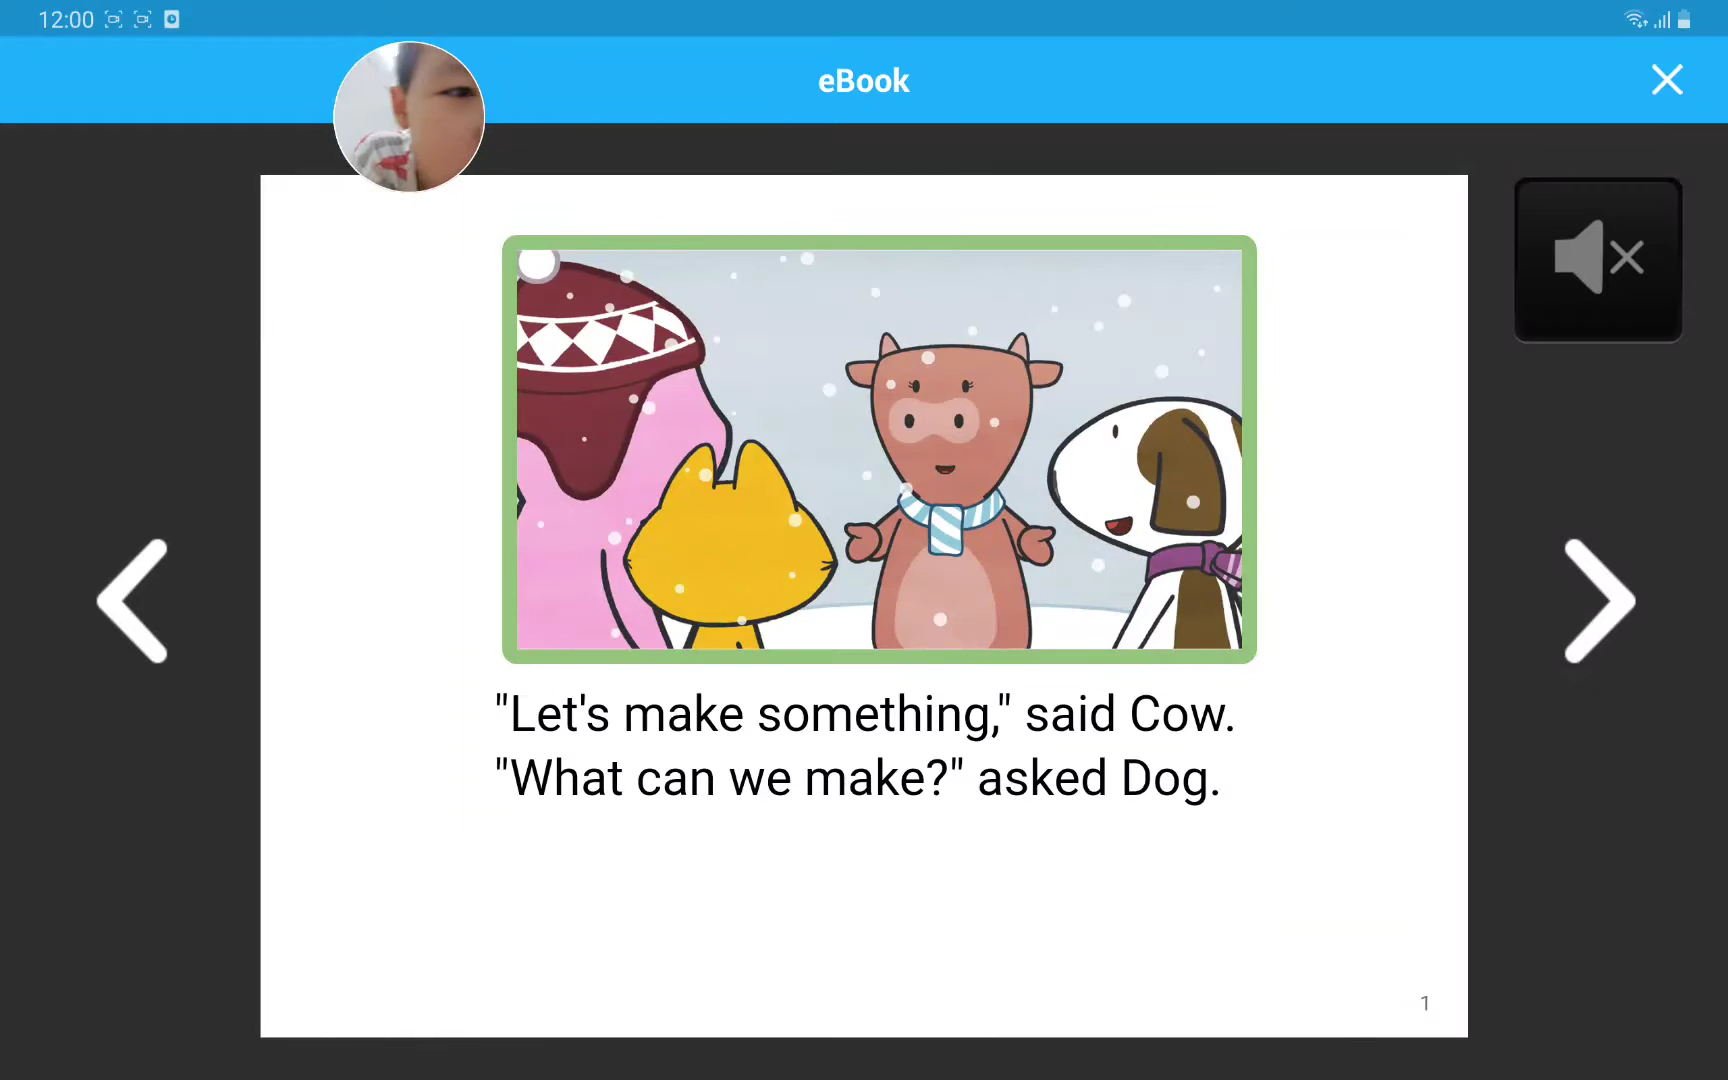 12:00
eBook
"Let's make something," said Cow.
"What can we make?" asked Dog.
1